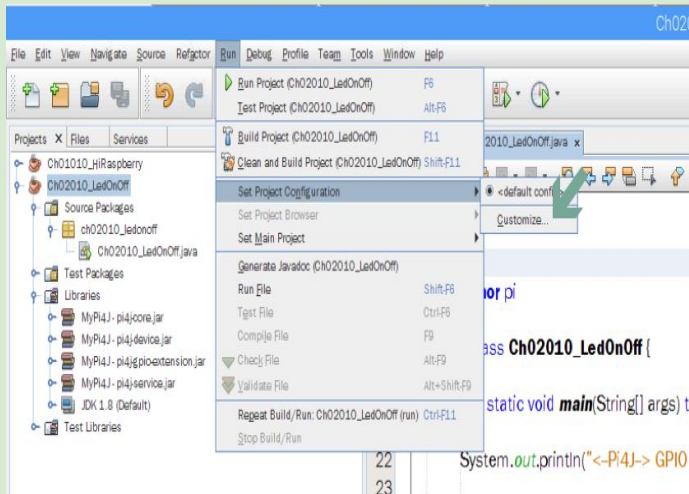 Ch02
File Edit View Navigate Source Refactor Run Debug Profile Team Tools Window Help
Projects X Files Services
Ch01010_HiRaspberry
Ch02010_LedOnOff
Source Packages
ch02010_ledonoff
Ch02010_LedOnOff.java
Test Packages
Libraries
MyPi4J - pi4j-core.jar
MyPi4J - pi4j-device.jar
MyPi4J - pi4j-gpio-extension.jar
MyPi4J - pi4j-service.jar
JDK 1.8 (Default)
Test Libraries
Run Project (Ch02010_LedOnOff) F6
Test Project (Ch02010_LedOnOff) Alt-F6
Build Project (Ch02010_LedOnOff) F11
Clean and Build Project (Ch02010_LedOnOff) Shift-F11
Set Project Configuration
Set Project Browser
Set Main Project
Generate Javadoc (Ch02010_LedOnOff)
Run File Shift-F6
Test File Ctrl-F6
Compile File F9
Check File Alt-F9
Validate File Alt+Shift-F9
Repeat Build/Run: Ch02010_LedOnOff (run) Ctrl-F11
Stop Build/Run
<default conf
Customize...
2010_LedOnOff.java x
hor pi
ass Ch02010_LedOnOff {
static void main(String[] args) t
22 System.out.println("<-Pi4J-> GPIO
23